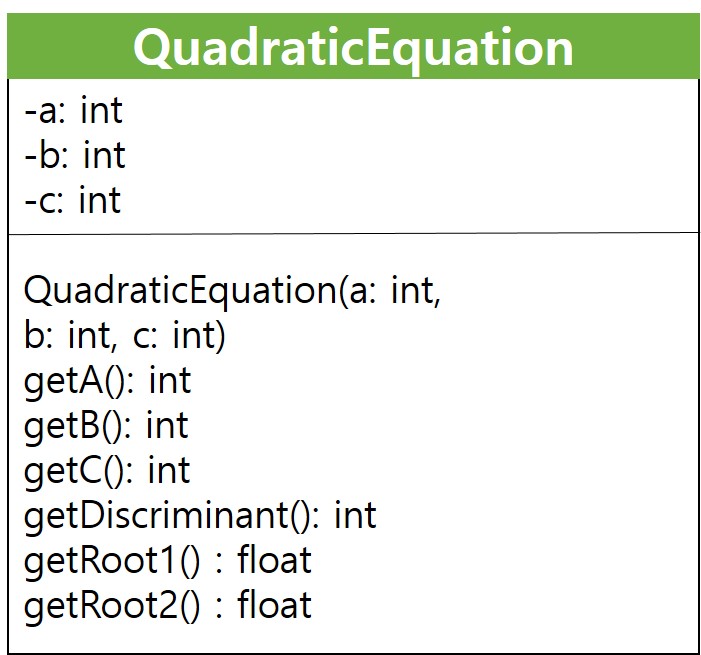 QuadraticEquation
-a: int
-b: int
-c: int
QuadraticEquation(a: int,
b: int, c: int)
getA(): int
getB(): int
getC(): int
getDiscriminant(): int
getRoot1() : float
getRoot2() : float